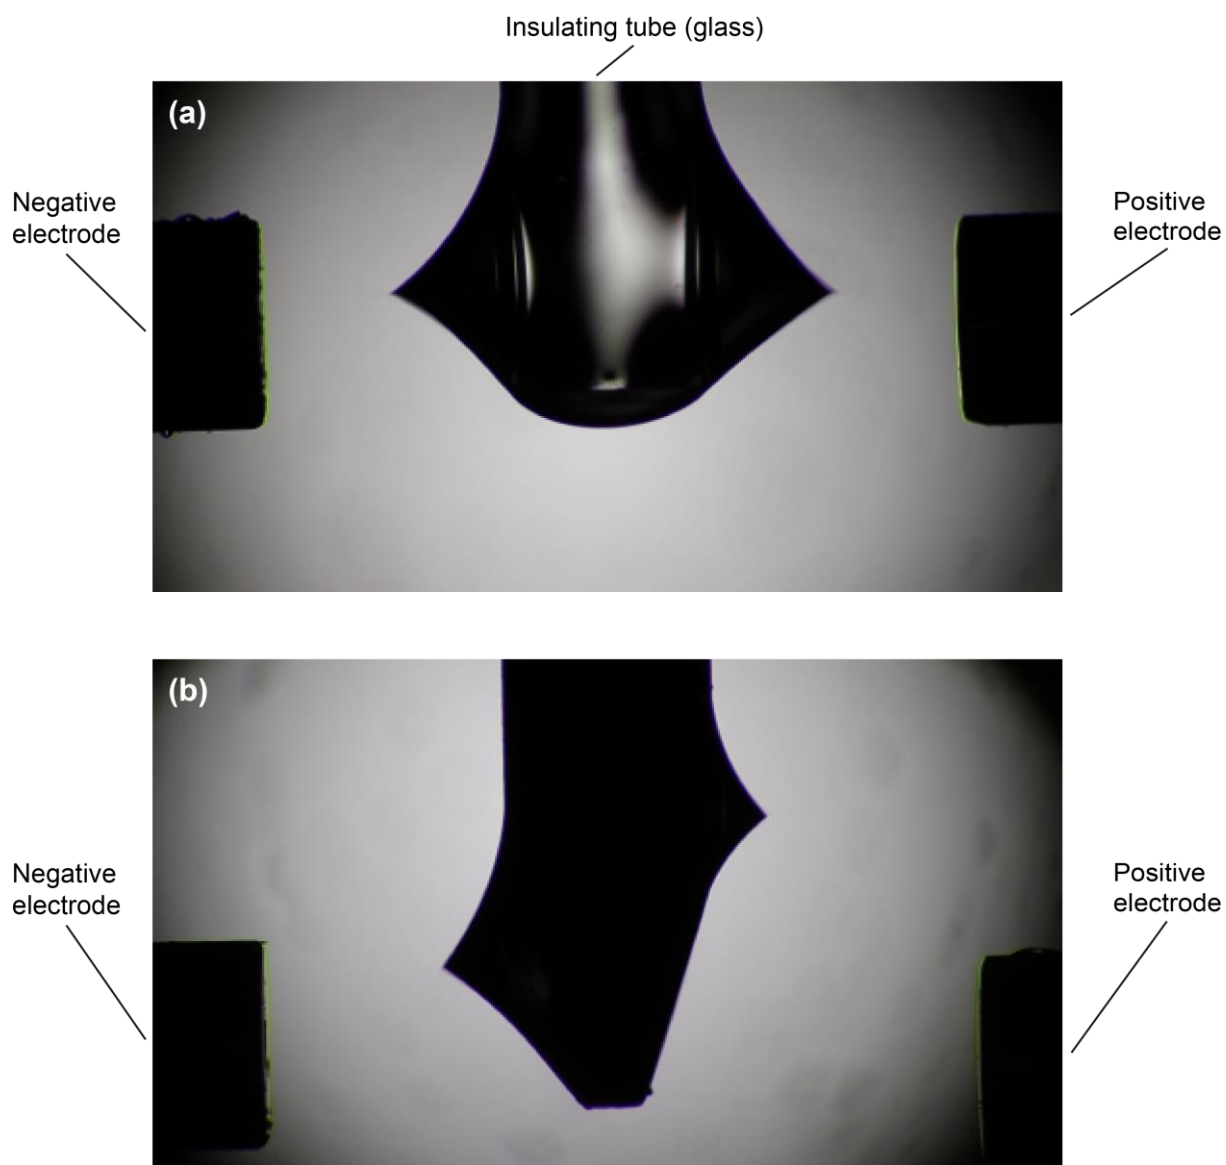 Insulating tube (glass)
(a)
Negative
electrode
Positive
electrode
(b)
Negative
electrode
Positive
electrode